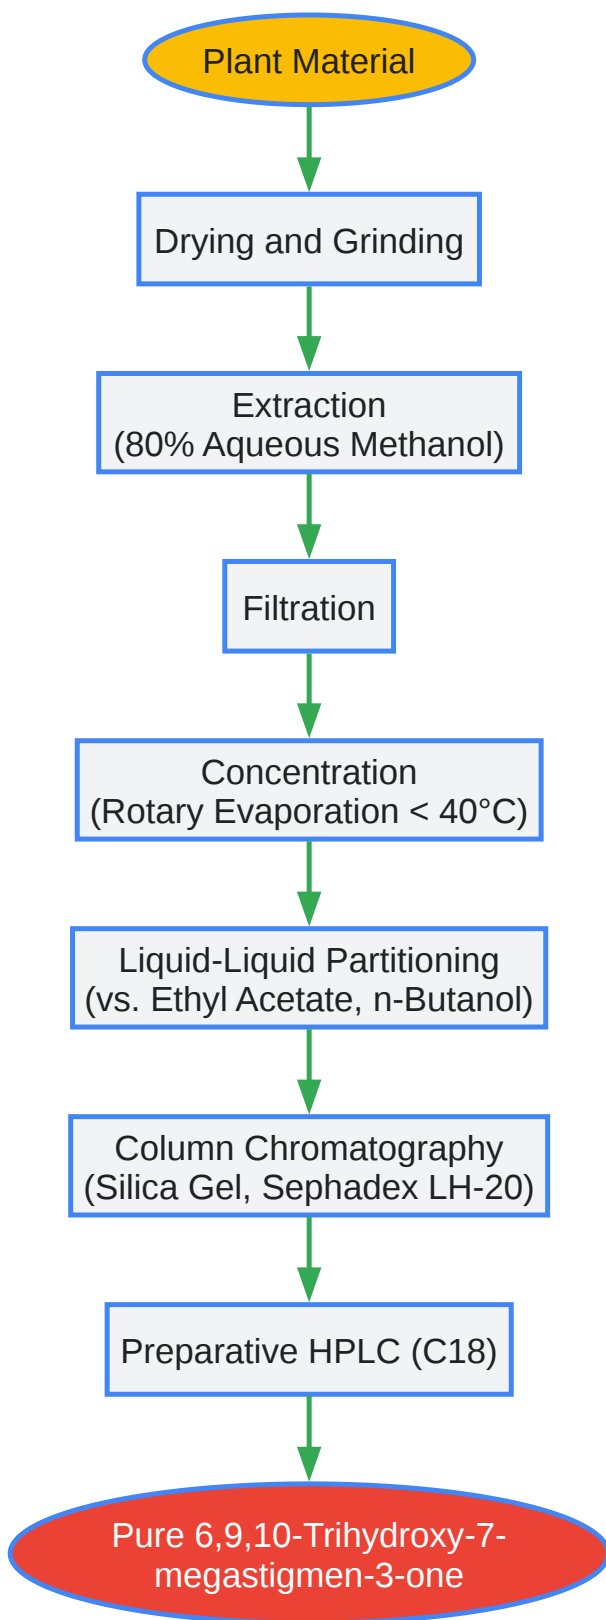 Plant Material
Drying and Grinding
Extraction
(80% Aqueous Methanol)
Filtration
Concentration
(Rotary Evaporation < 40°C)
Liquid-Liquid Partitioning
(vs. Ethyl Acetate, n-Butanol)
Column Chromatography
(Silica Gel, Sephadex LH-20)
Preparative HPLC (C18)
Pure 6,9,10-Trihydroxy-7-
megastigmen-3-one